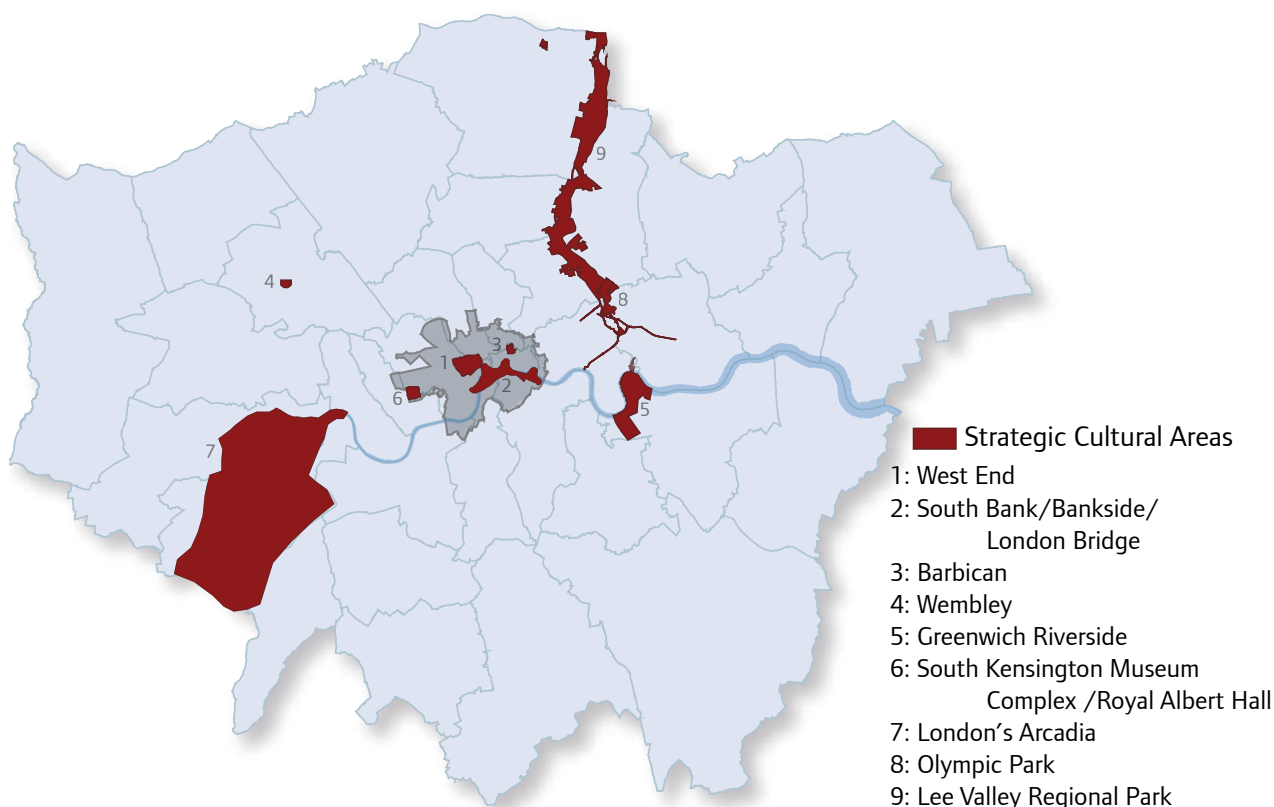 9
4
8
3
1
2
6
5
7
Strategic Cultural Areas
1: West End
2: South Bank/Bankside/
London Bridge
3: Barbican
4: Wembley
5: Greenwich Riverside
6: South Kensington Museum
Complex /Royal Albert Hall
7: London's Arcadia
8: Olympic Park
9: Lee Valley Regional Park